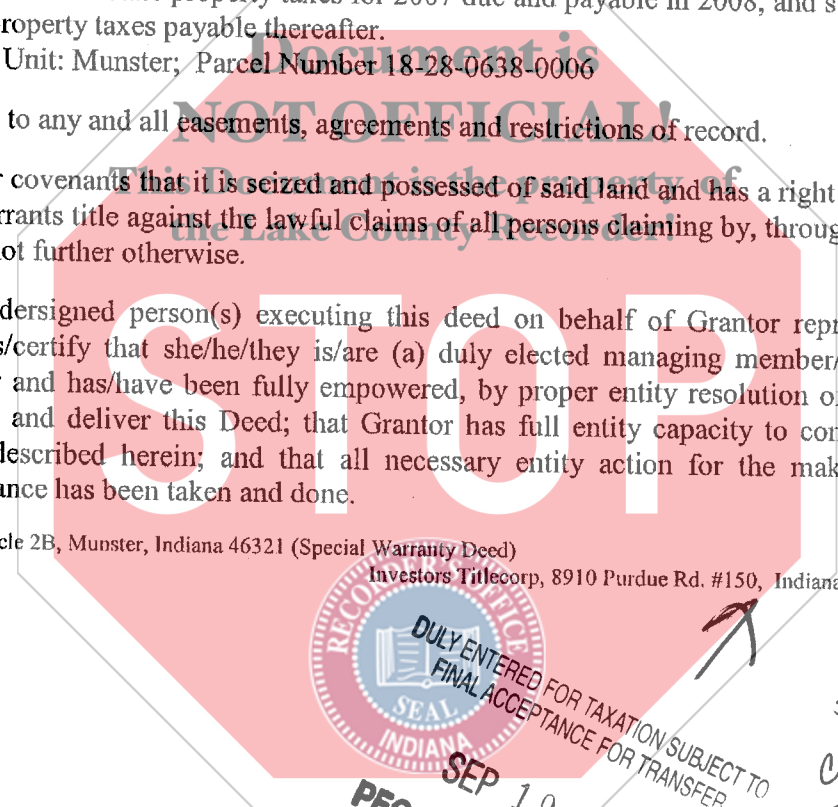 property taxes for 2007 due and payable in 2008, and s
roperty taxes payable thereafter.
Document is
Unit: Munster; Parcel Number 18-28-0638-0006
NOT OFFICIAL!
to any and all easements, agreements and restrictions of record.
This Document is the property of
r covenants that it is seized and possessed of said land and has a right
rrants title against the lawful claims of all persons claiming by, throug
the Lake County Recorder!
ot further otherwise.
STOP
dersigned person(s) executing this deed on behalf of Grantor repr
s/certify that she/he/they is/are (a) duly elected managing member/
and has/have been fully empowered, by proper entity resolution o
and deliver this Deed; that Grantor has full entity capacity to con
described herein; and that all necessary entity action for the mak
ance has been taken and done.
cle 2B, Munster, Indiana 46321 (Special Warranty Deed)
Investors Titlecorp, 8910 Purdue Rd. #150, Indiana
RECORDER'S OFFICE
SEAL
INDIANA
DULY ENTERED FOR TAXATION SUBJECT TO
FINAL ACCEPTANCE FOR TRANSFER
SEP 10